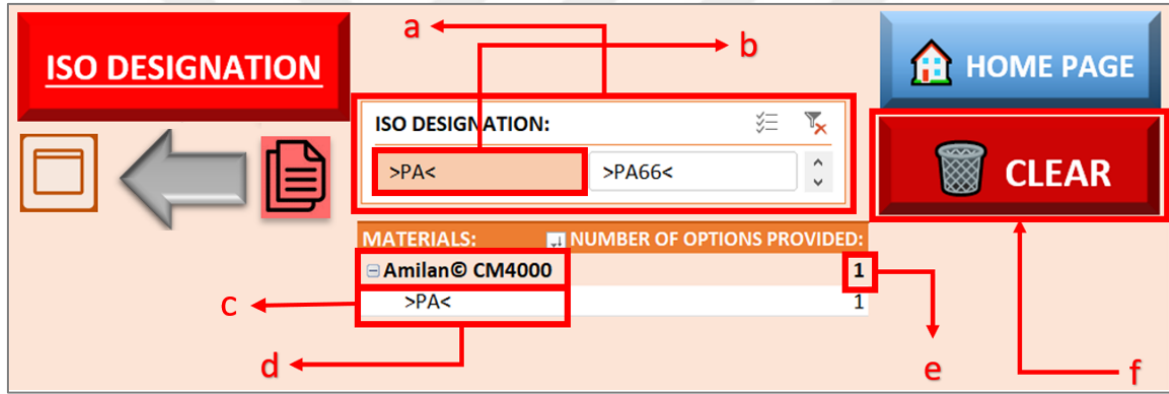 a
b
ISO DESIGNATION
HOME PAGE
ISO DESIGNATION:
>PA<
>PA66<
CLEAR
MATERIALS:
NUMBER OF OPTIONS PROVIDED:
Amilan© CM4000
1
c
>PA<
1
d
e
f